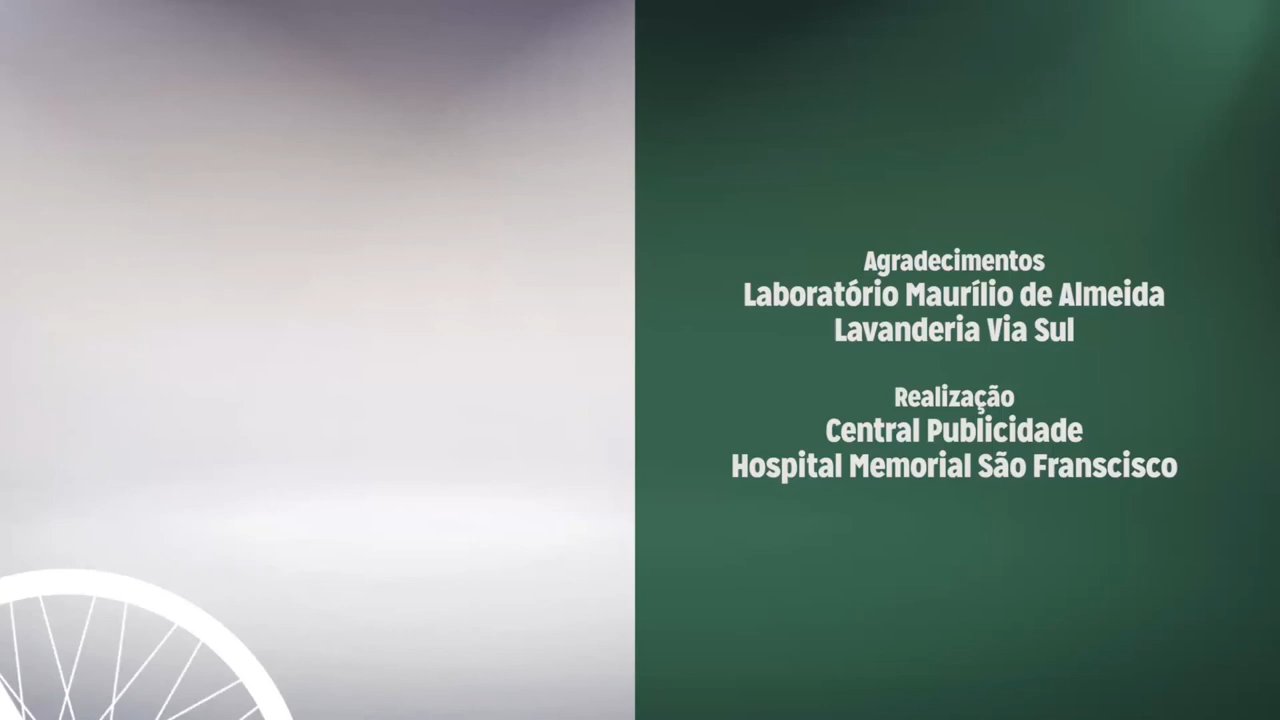 Agradecimentos
Laboratório Maurílio de Almeida
Lavanderia Via Sul
Realização
Central Publicidade
Hospital Memorial São Franscisco